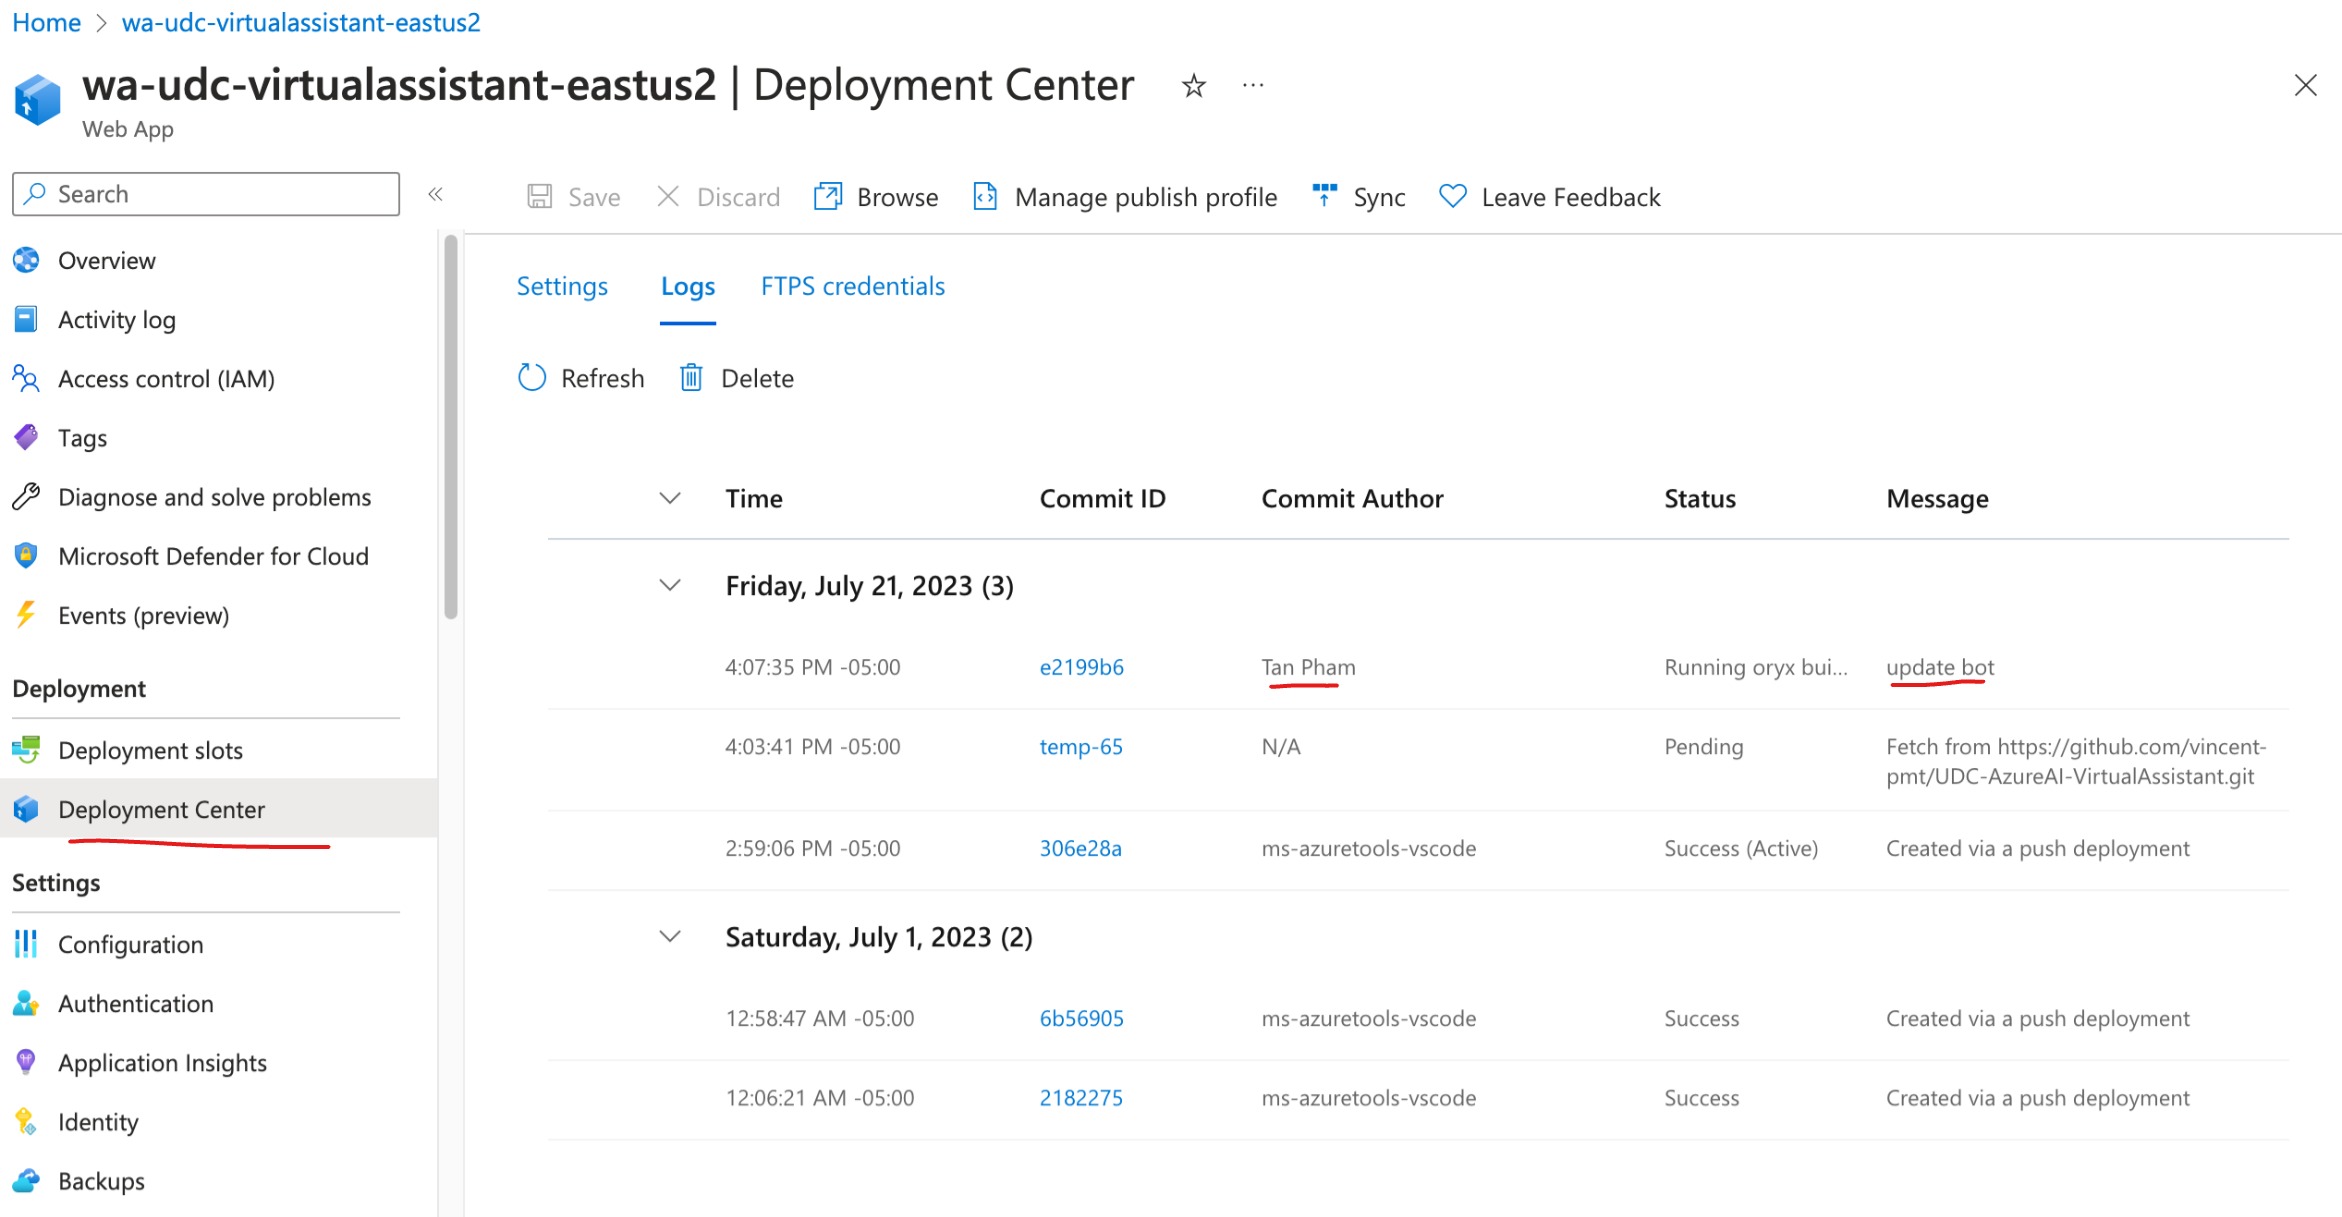 Home > wa-udc-virtualassistant-eastus2
wa-udc-virtualassistant-eastus2 | Deployment Center ...
Web App
Search
Save Discard Browse Manage publish profile Sync Leave Feedback
Overview
Activity log
Access control (IAM)
Tags
Diagnose and solve problems
Microsoft Defender for Cloud
Events (preview)
Deployment
Deployment slots
Deployment Center
Settings
Configuration
Authentication
Application Insights
Identity
Backups
Settings Logs FTPS credentials
Refresh Delete
Time Commit ID Commit Author Status Message
Friday, July 21, 2023 (3)
4:07:35 PM -05:00 e2199b6 Tan Pham Running oryx bui... update bot
4:03:41 PM -05:00 temp-65 N/A Pending Fetch from https://github.com/vincent-
pmt/UDC-AzureAI-VirtualAssistant.git
2:59:06 PM -05:00 306e28a ms-azuretools-vscode Success (Active) Created via a push deployment
Saturday, July 1, 2023 (2)
12:58:47 AM -05:00 6b56905 ms-azuretools-vscode Success Created via a push deployment
12:06:21 AM -05:00 2182275 ms-azuretools-vscode Success Created via a push deployment